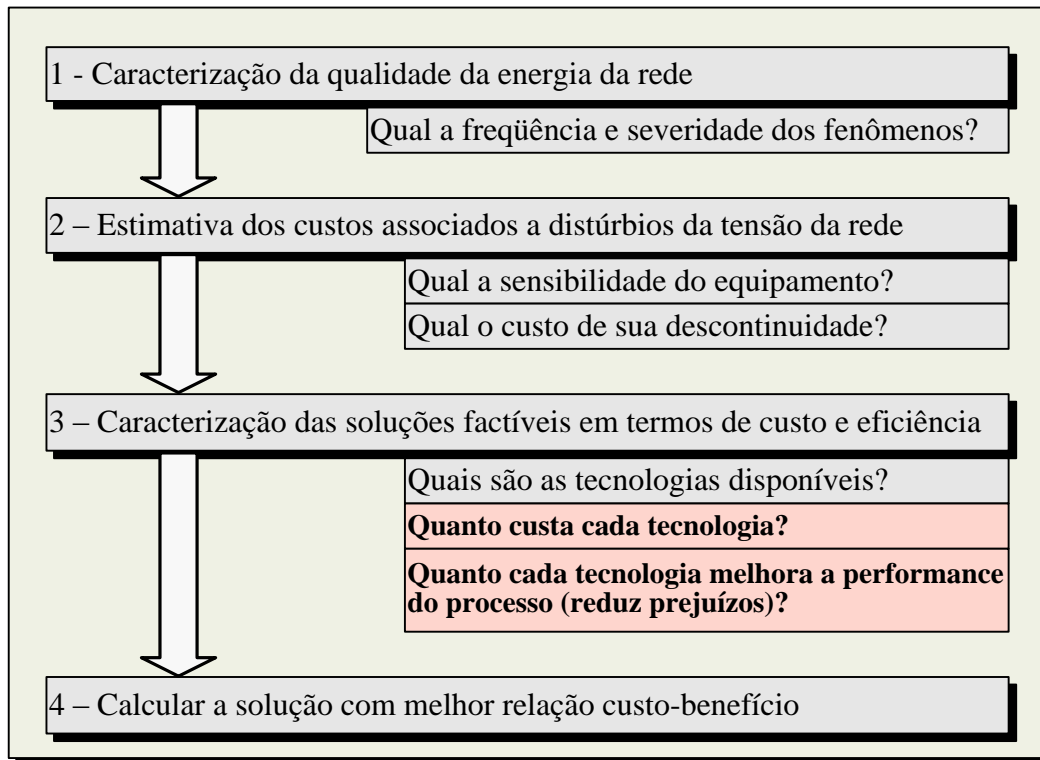 1 - Caracterização da qualidade da energia da rede
Qual a freqüência e severidade dos fenômenos?
2 – Estimativa dos custos associados a distúrbios da tensão da rede
Qual a sensibilidade do equipamento?
Qual o custo de sua descontinuidade?
3 – Caracterização das soluções factíveis em termos de custo e eficiência
Quais são as tecnologias disponíveis?
Quanto custa cada tecnologia?
Quanto cada tecnologia melhora a performance
do processo (reduz prejuízos)?
4 – Calcular a solução com melhor relação custo-benefício